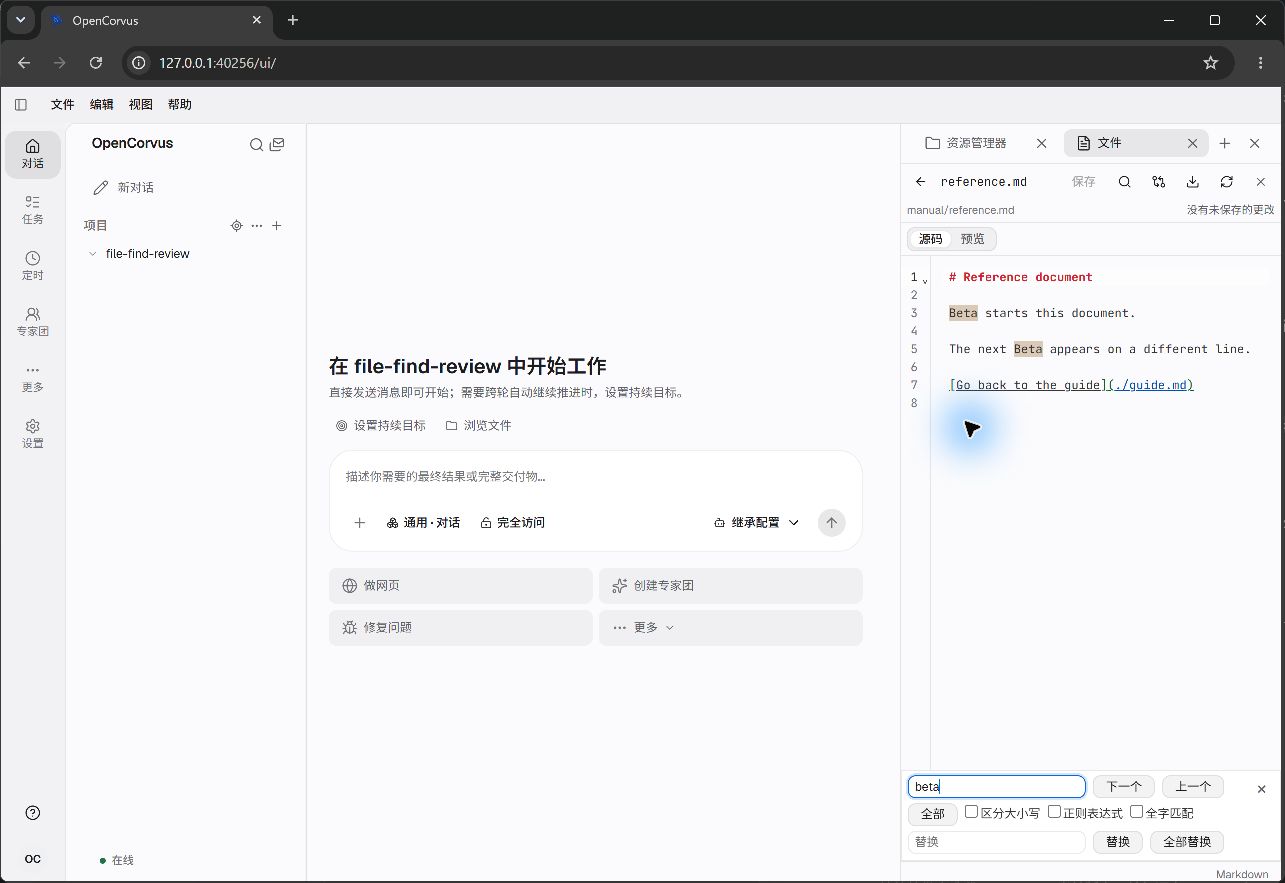 OpenCorvus
127.0.0.1:40256/ui/
文件 编辑 视图 帮助
对话
任务
定时
专家团
更多
设置
OC
OpenCorvus
新对话
项目
file-find-review
在线
在 file-find-review 中开始工作
直接发送消息即可开始；需要跨轮自动继续推进时，设置持续目标。
设置持续目标 浏览文件
描述你需要的最终结果或完整交付物...
通用 · 对话 完全访问 继承配置
做网页 创建专家团
修复问题 更多
资源管理器 文件
reference.md 保存
manual/reference.md 没有未保存的更改
源码 预览
1 # Reference document
2
3 Beta starts this document.
4
5 The next Beta appears on a different line.
6
7 [Go back to the guide](./guide.md)
8
beta 下一个 上一个
全部 区分大小写 正则表达式 全字匹配
替换 替换 全部替换
Markdown